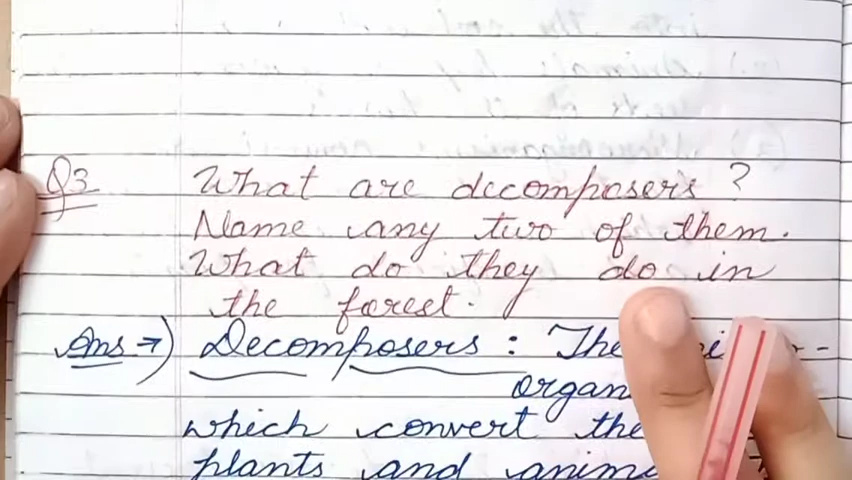 Q3 What are decomposers?
Name any two of them.
What do they do in
the forest.
Ans → ) Decomposers : The
organ
which convert the
plants and anim